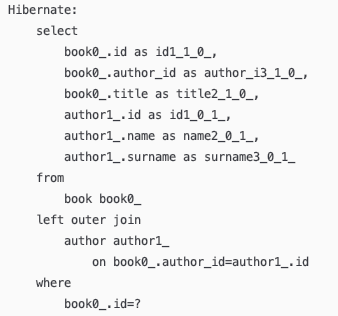 Hibernate:
    select
        book0_.id as id1_1_0_,
        book0_.author_id as author_i3_1_0_,
        book0_.title as title2_1_0_,
        author1_.id as id1_0_1_,
        author1_.name as name2_0_1_,
        author1_.surname as surname3_0_1_
    from
        book book0_
    left outer join
        author author1_
            on book0_.author_id=author1_.id
    where
        book0_.id=?